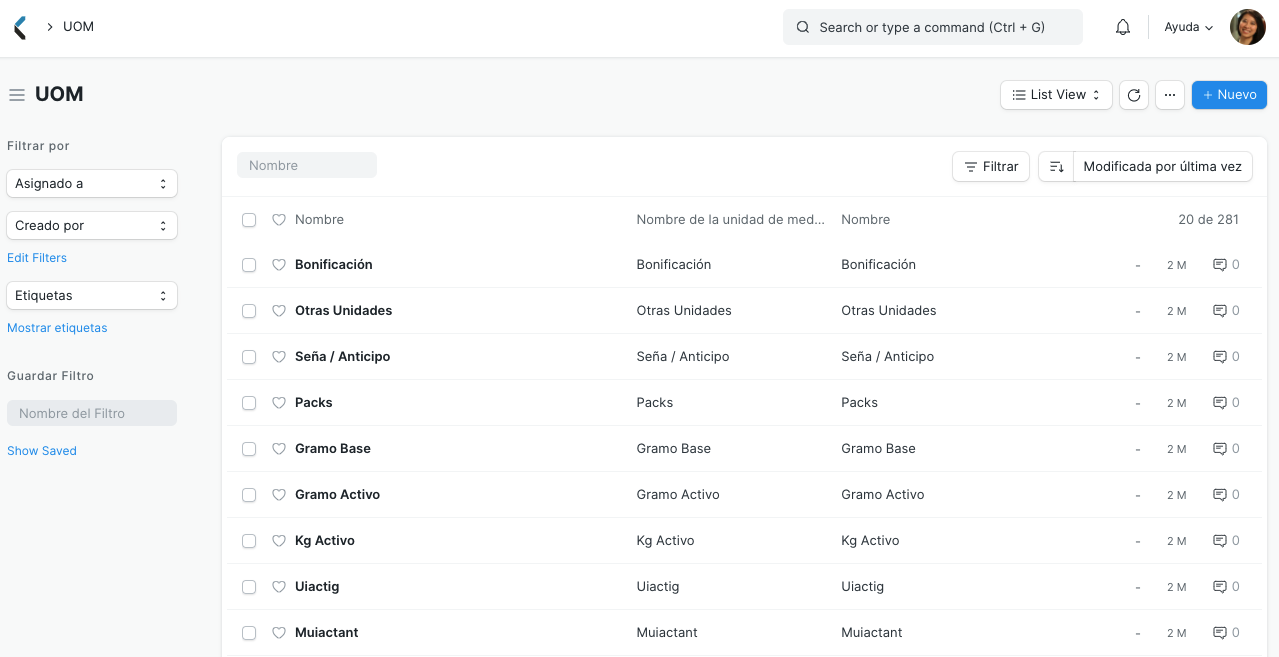 UOM
Search or type a command (Ctrl + G)
Ayuda
UOM
List View
Nuevo
Filtrar por
Asignado a
Creado por
Edit Filters
Etiquetas
Mostrar etiquetas
Guardar Filtro
Nombre del Filtro
Show Saved
Nombre
Filtrar
Modificada por última vez
Nombre Nombre de la unidad de med... Nombre 20 de 281
Bonificación Bonificación Bonificación - 2 M 0
Otras Unidades Otras Unidades Otras Unidades - 2 M 0
Seña / Anticipo Seña / Anticipo Seña / Anticipo - 2 M 0
Packs Packs Packs - 2 M 0
Gramo Base Gramo Base Gramo Base - 2 M 0
Gramo Activo Gramo Activo Gramo Activo - 2 M 0
Kg Activo Kg Activo Kg Activo - 2 M 0
Uiactig Uiactig Uiactig - 2 M 0
Muiactant Muiactant Muiactant - 2 M 0